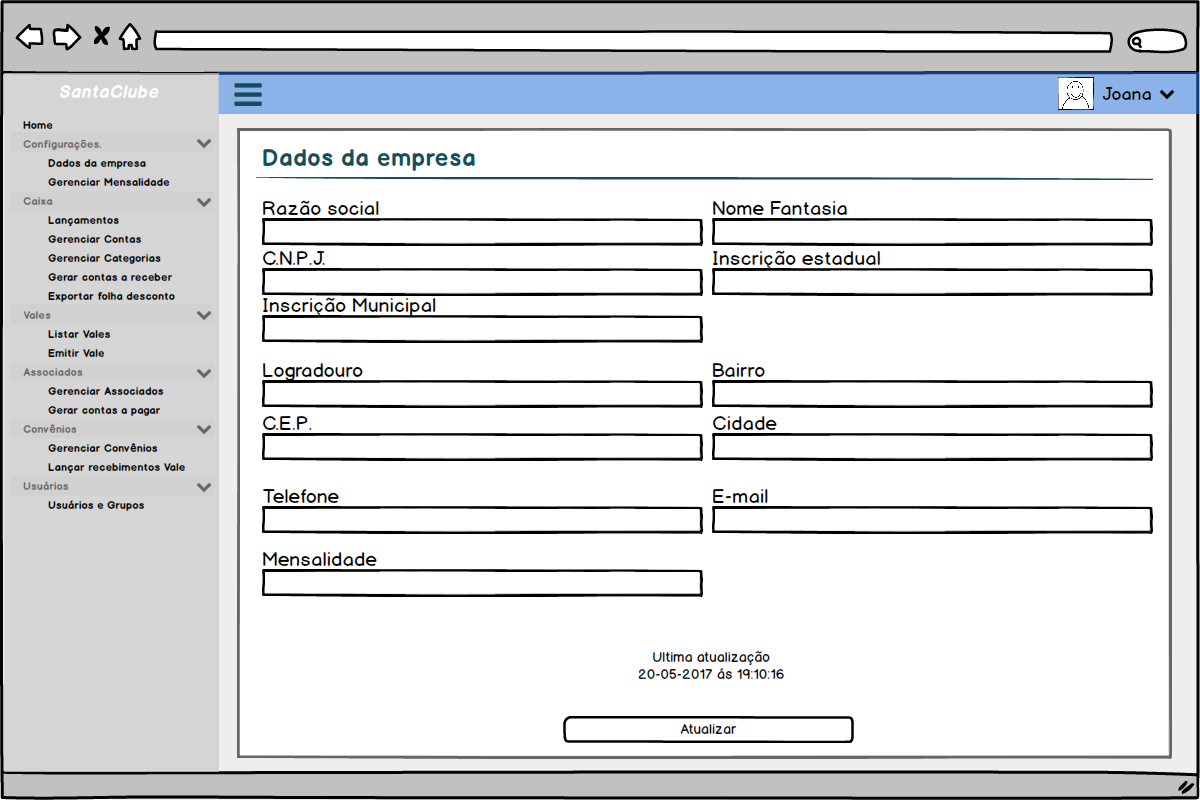 SantaClube
Joana
Home
Configurações.
Dados da empresa
Gerenciar Mensalidade
Caixa
Lançamentos
Gerenciar Contas
Gerenciar Categorias
Gerar contas a receber
Exportar folha desconto
Vales
Listar Vales
Emitir Vale
Associados
Gerenciar Associados
Gerar contas a pagar
Convênios
Gerenciar Convênios
Lançar recebimentos Vale
Usuários
Usuários e Grupos
Dados da empresa
Razão social
Nome Fantasia
C.N.P.J.
Inscrição estadual
Inscrição Municipal
Logradouro
Bairro
C.E.P.
Cidade
Telefone
E-mail
Mensalidade
Ultima atualização
20-05-2017 ás 19:10:16
Atualizar